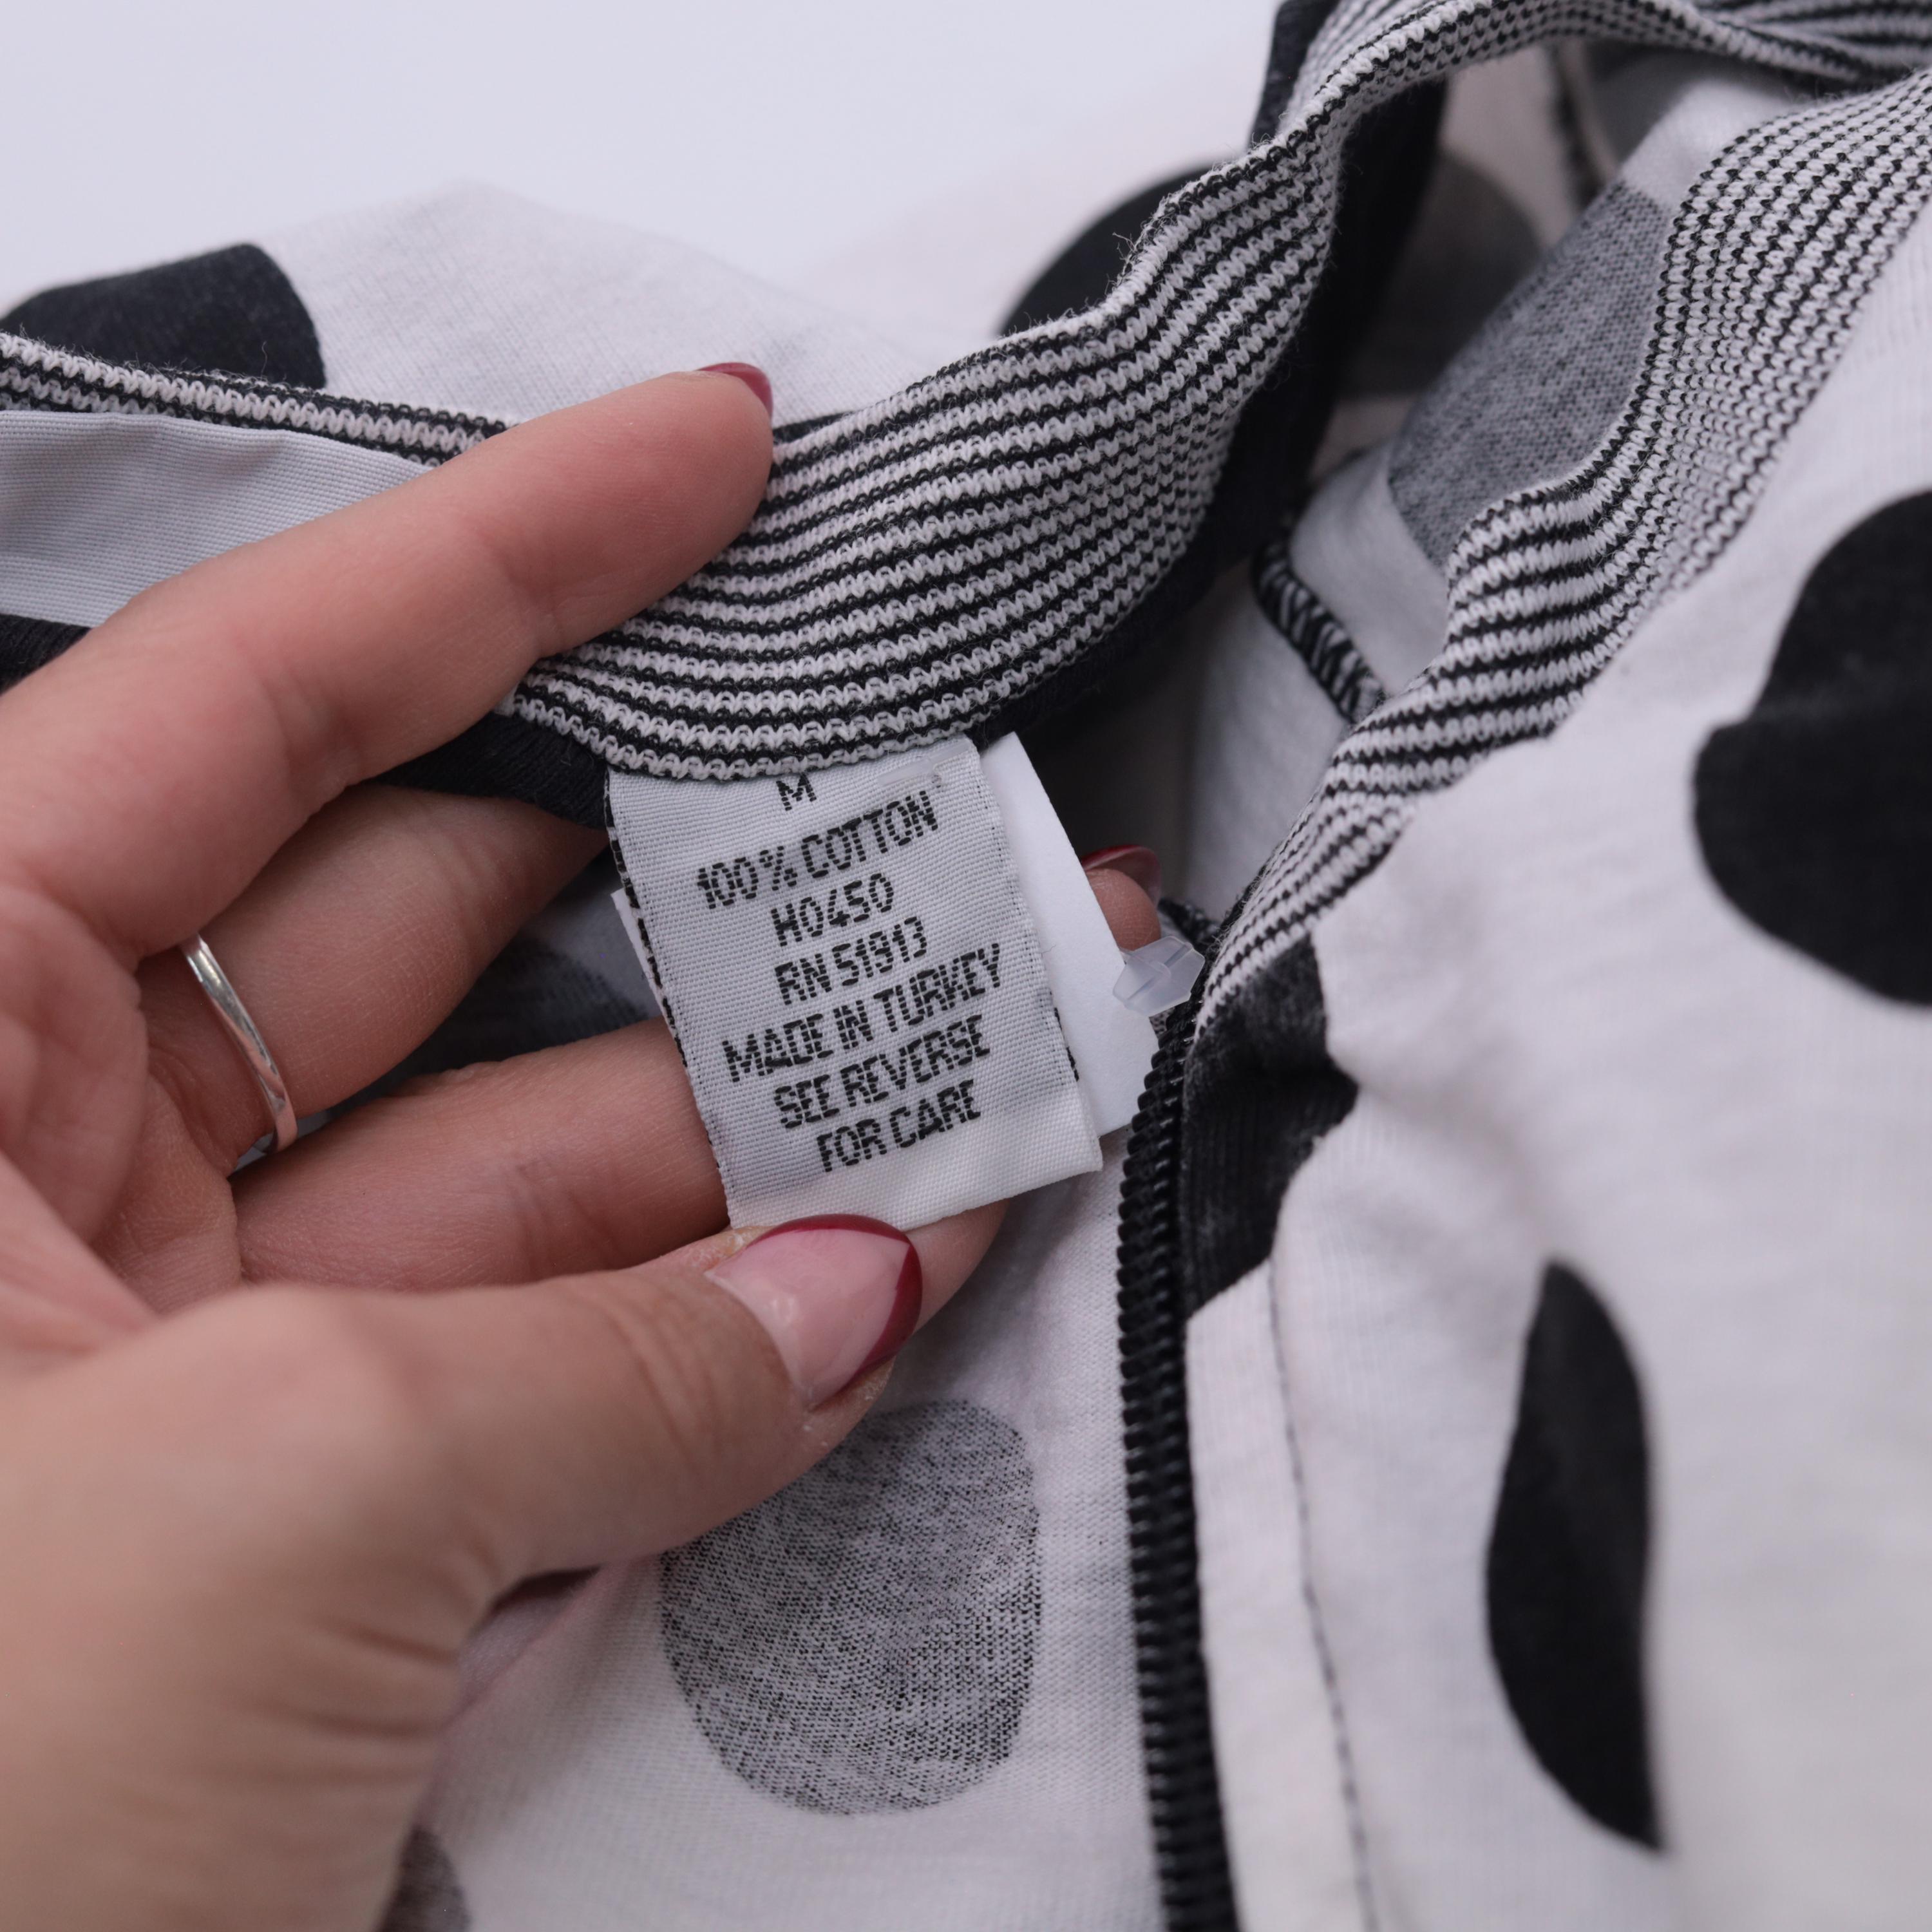 M
100% COTTON
H0450
RN 51913
MADE IN TURKEY
SEE REVERSE
FOR CARE